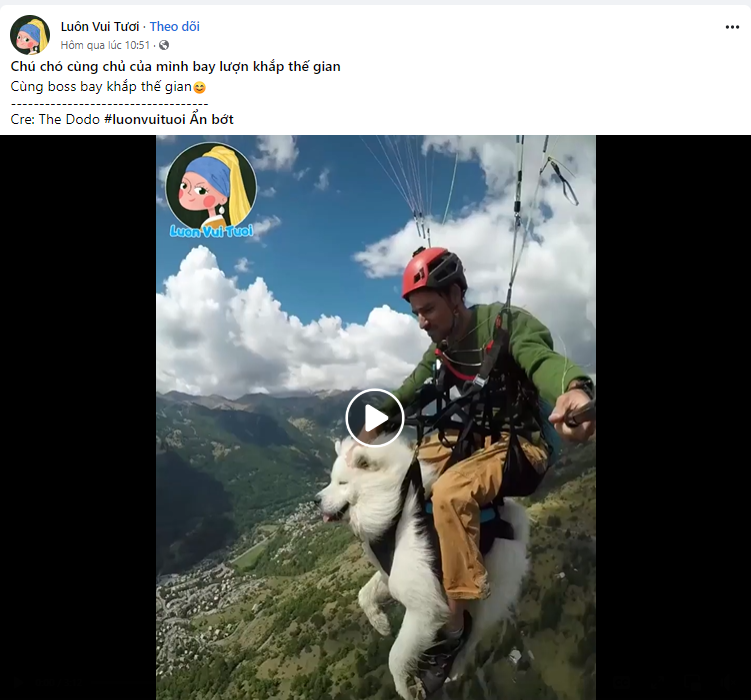 Luôn Vui Tươi · Theo dõi
Hôm qua lúc 10:51 ·
Chú chó cùng chủ của mình bay lượn khắp thế gian
Cùng boss bay khắp thế gian😊
-----------------------------------
Cre: The Dodo #luonvuituoi Ẩn bớt
Luôn Vui Tươi